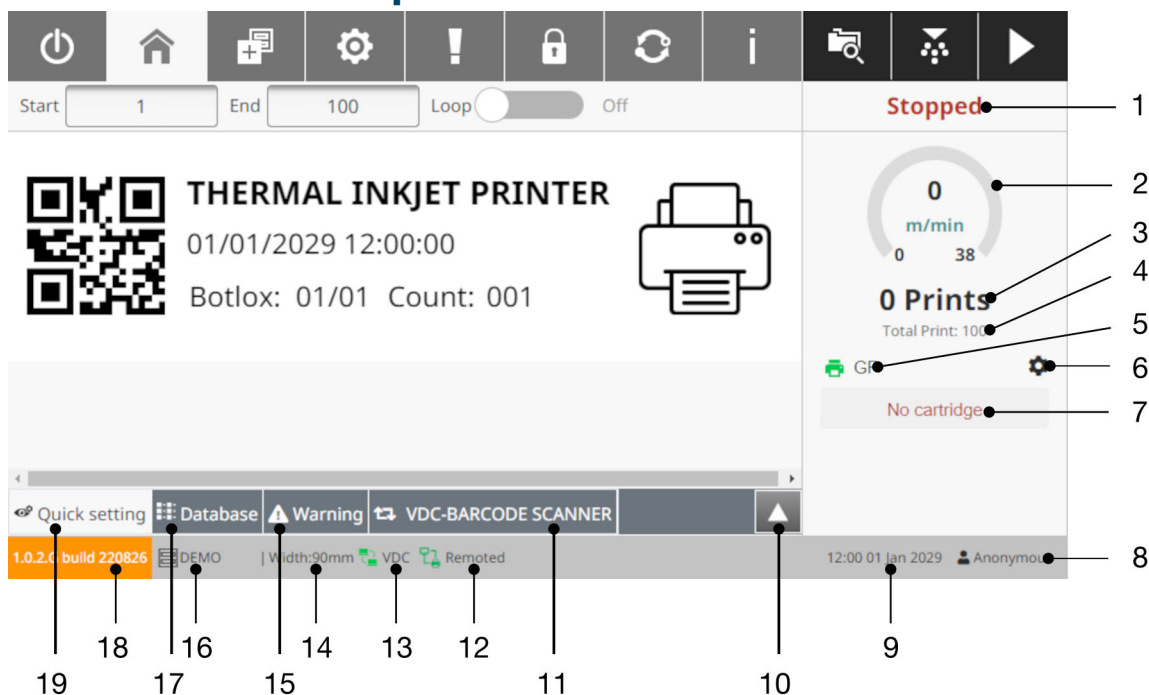 Start 1 End 100 Loop Off
Stopped 1
0 2
m/min
0 38
3
THERMAL INKJET PRINTER
01/01/2029 12:00:00
Botlox: 01/01 Count: 001
0 Prints
4
Total Print: 100
5
6
No cartridge 7
Quick setting Database Warning VDC-BARCODE SCANNER
1.0.2.G build 220826 DEMO | Width:90mm VDC Remoted 12:00 01 Jan 2029 8
18 16 14 13 12 9
19 17 15 11 10